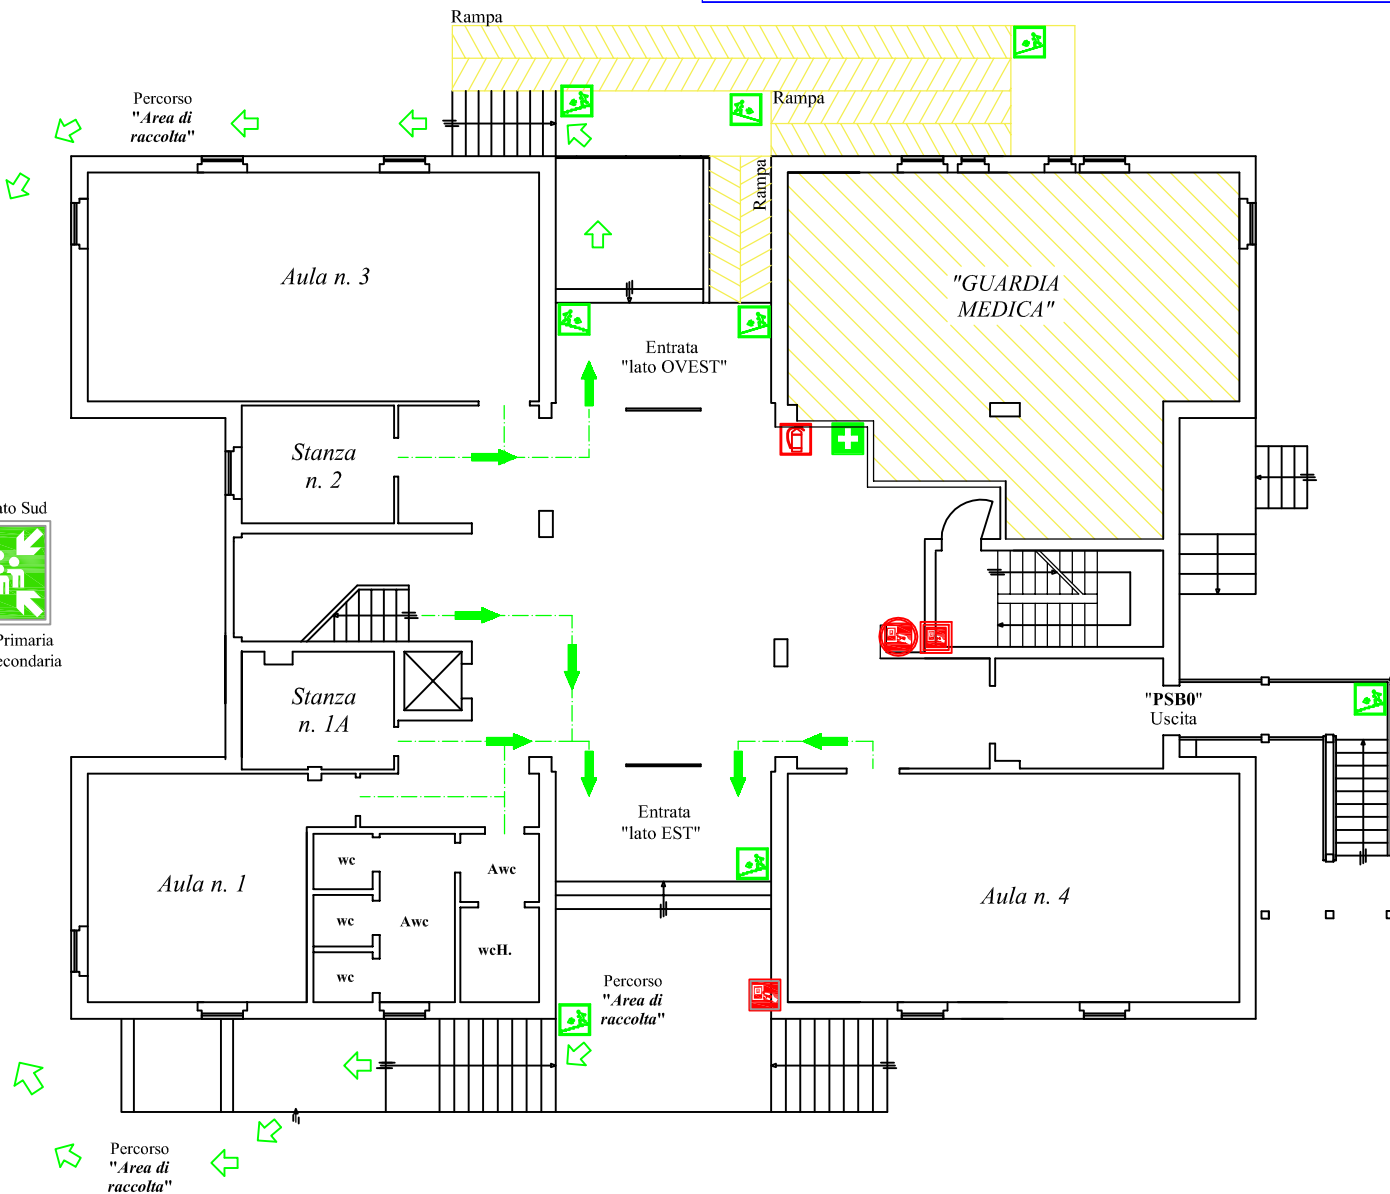 Rampa
Percorso
"Area di
raccolta"
Rampa
Rampa
Aula n. 3
"GUARDIA
MEDICA"
Entrata
"lato OVEST"
Stanza
n. 2
ato Sud
Primaria
econdaria
Stanza
n. 1A
"PSB0"
Uscita
Entrata
"lato EST"
wc
Awc
Aula n. 1
Aula n. 4
wc
Awc
wcH.
wc
Percorso
"Area di
raccolta"
Percorso
"Area di
raccolta"